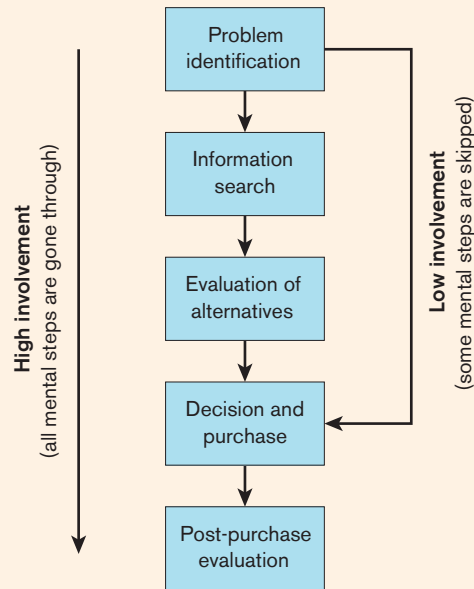 Problem
identification
Information
search
Evaluation of
alternatives
Decision and
purchase
Post-purchase
evaluation
High involvement
(all mental steps are gone through)
Low involvement
(some mental steps are skipped)